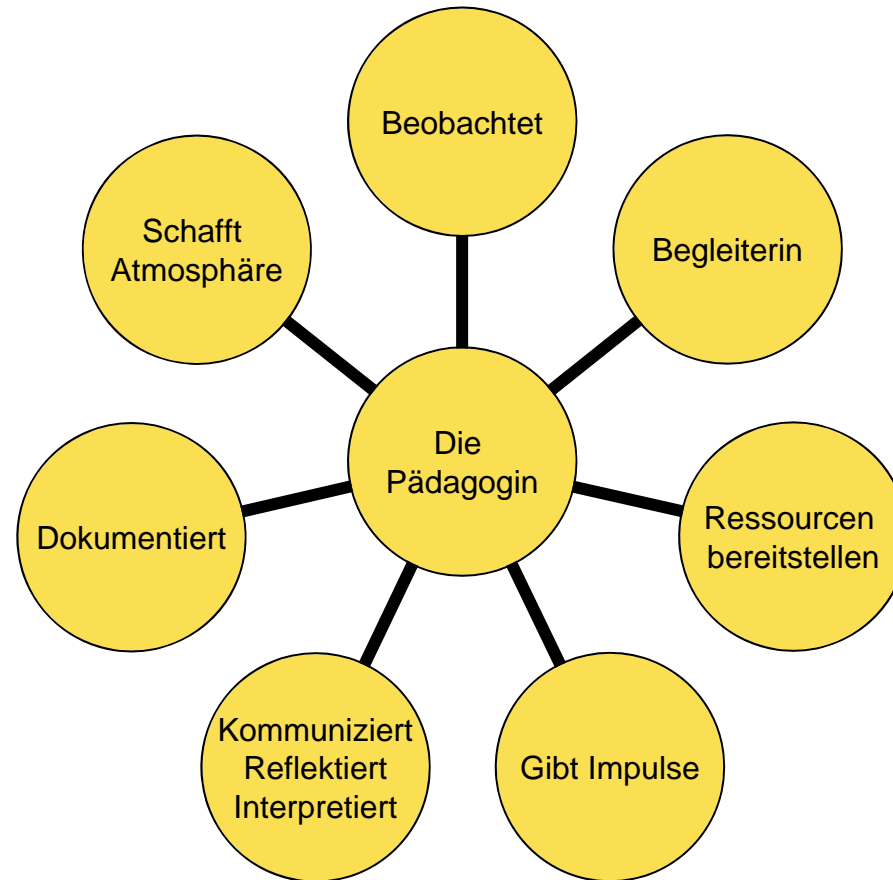 Beobachtet
Schafft
Atmosphäre
Begleiterin
Die
Pädagogin
Dokumentiert
Ressourcen
bereitstellen
Kommuniziert
Reflektiert
Interpretiert
Gibt Impulse